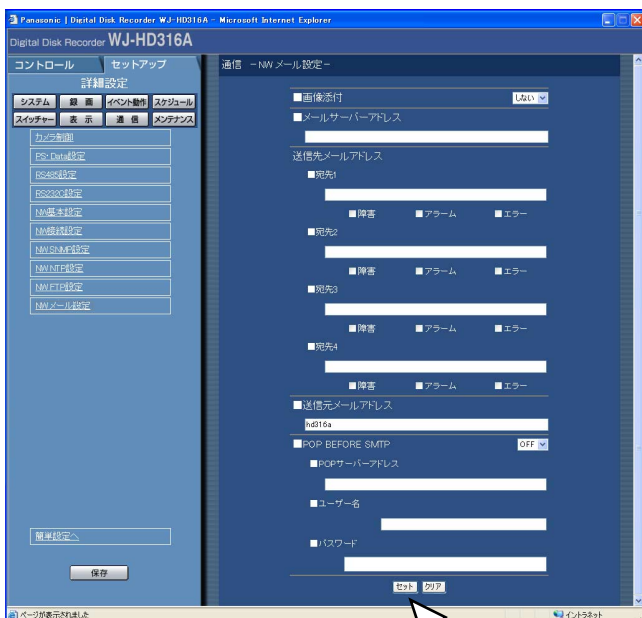 Panasonic | Digital Disk Recorder WJ-HD316A - Microsoft Internet Explorer
Digital Disk Recorder WJ-HD316A
コントロール セットアップ
詳細設定
システム 録 画 イベント動作 スケジュール
スイッチャー 表 示 通 信 メンテナンス
カメラ制御
PS･Data設定
RS485設定
RS232C設定
NW基本設定
NW接続設定
NW SNMP設定
NW NTP設定
NW FTP設定
NWメール設定
簡単設定へ
保存
通信 －NWメール設定－
■画像添付 しない
■メールサーバーアドレス
送信先メールアドレス
■宛先1
■障害 ■アラーム ■エラー
■宛先2
■障害 ■アラーム ■エラー
■宛先3
■障害 ■アラーム ■エラー
■宛先4
■障害 ■アラーム ■エラー
■送信元メールアドレス
hd316a
■POP BEFORE SMTP OFF
■POPサーバーアドレス
■ユーザー名
■パスワード
セット クリア
ページが表示されました イントラネット